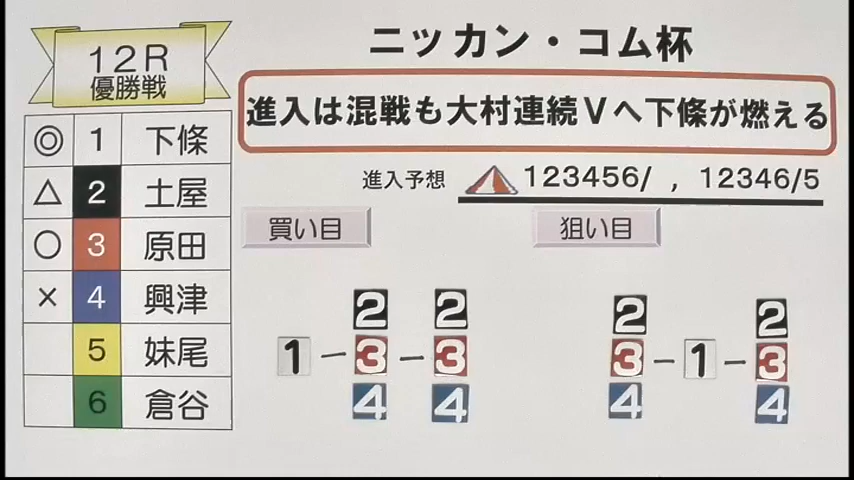 12R
優勝戦
ニッカン・コム杯
進入は混戦も大村連続Vへ下條が燃える
進入予想 123456/ , 12346/5
◎ 1 下條
△ 2 土屋
○ 3 原田
× 4 興津
5 妹尾
6 倉谷
買い目
2 2
1 - 3 - 3
4 4
狙い目
2 2
3 - 1 - 3
4 4